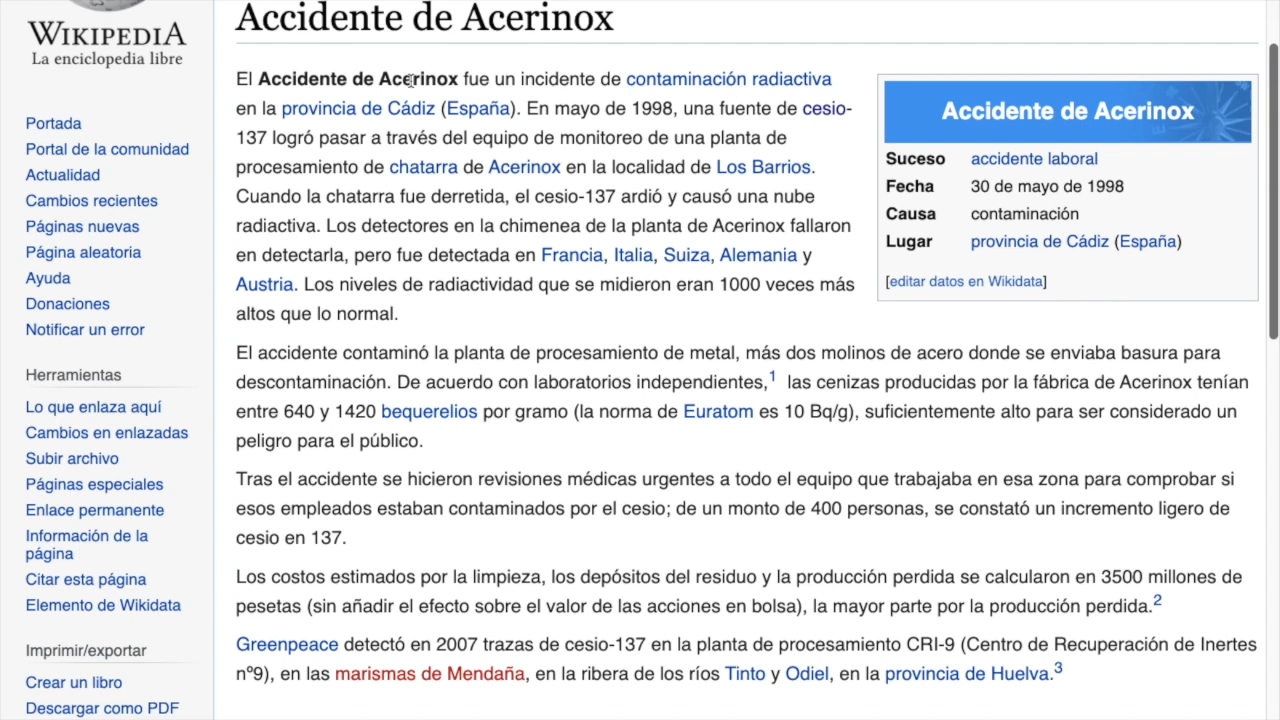 WIKIPEDIA
La enciclopedia libre
Portada
Portal de la comunidad
Actualidad
Cambios recientes
Páginas nuevas
Página aleatoria
Ayuda
Donaciones
Notificar un error
Herramientas
Lo que enlaza aquí
Cambios en enlazadas
Subir archivo
Páginas especiales
Enlace permanente
Información de la
página
Citar esta página
Elemento de Wikidata
Imprimir/exportar
Crear un libro
Descargar como PDF
Accidente de Acerinox
El Accidente de Acerinox fue un incidente de contaminación radiactiva
en la provincia de Cádiz (España). En mayo de 1998, una fuente de cesio-
137 logró pasar a través del equipo de monitoreo de una planta de
procesamiento de chatarra de Acerinox en la localidad de Los Barrios.
Cuando la chatarra fue derretida, el cesio-137 ardió y causó una nube
radiactiva. Los detectores en la chimenea de la planta de Acerinox fallaron
en detectarla, pero fue detectada en Francia, Italia, Suiza, Alemania y
Austria. Los niveles de radiactividad que se midieron eran 1000 veces más
altos que lo normal.
Accidente de Acerinox
Suceso accidente laboral
Fecha 30 de mayo de 1998
Causa contaminación
Lugar provincia de Cádiz (España)
[editar datos en Wikidata]
El accidente contaminó la planta de procesamiento de metal, más dos molinos de acero donde se enviaba basura para
descontaminación. De acuerdo con laboratorios independientes,1 las cenizas producidas por la fábrica de Acerinox tenían
entre 640 y 1420 bequerelios por gramo (la norma de Euratom es 10 Bq/g), suficientemente alto para ser considerado un
peligro para el público.
Tras el accidente se hicieron revisiones médicas urgentes a todo el equipo que trabajaba en esa zona para comprobar si
esos empleados estaban contaminados por el cesio; de un monto de 400 personas, se constató un incremento ligero de
cesio en 137.
Los costos estimados por la limpieza, los depósitos del residuo y la producción perdida se calcularon en 3500 millones de
pesetas (sin añadir el efecto sobre el valor de las acciones en bolsa), la mayor parte por la producción perdida.2
Greenpeace detectó en 2007 trazas de cesio-137 en la planta de procesamiento CRI-9 (Centro de Recuperación de Inertes
nº9), en las marismas de Mendaña, en la ribera de los ríos Tinto y Odiel, en la provincia de Huelva.3